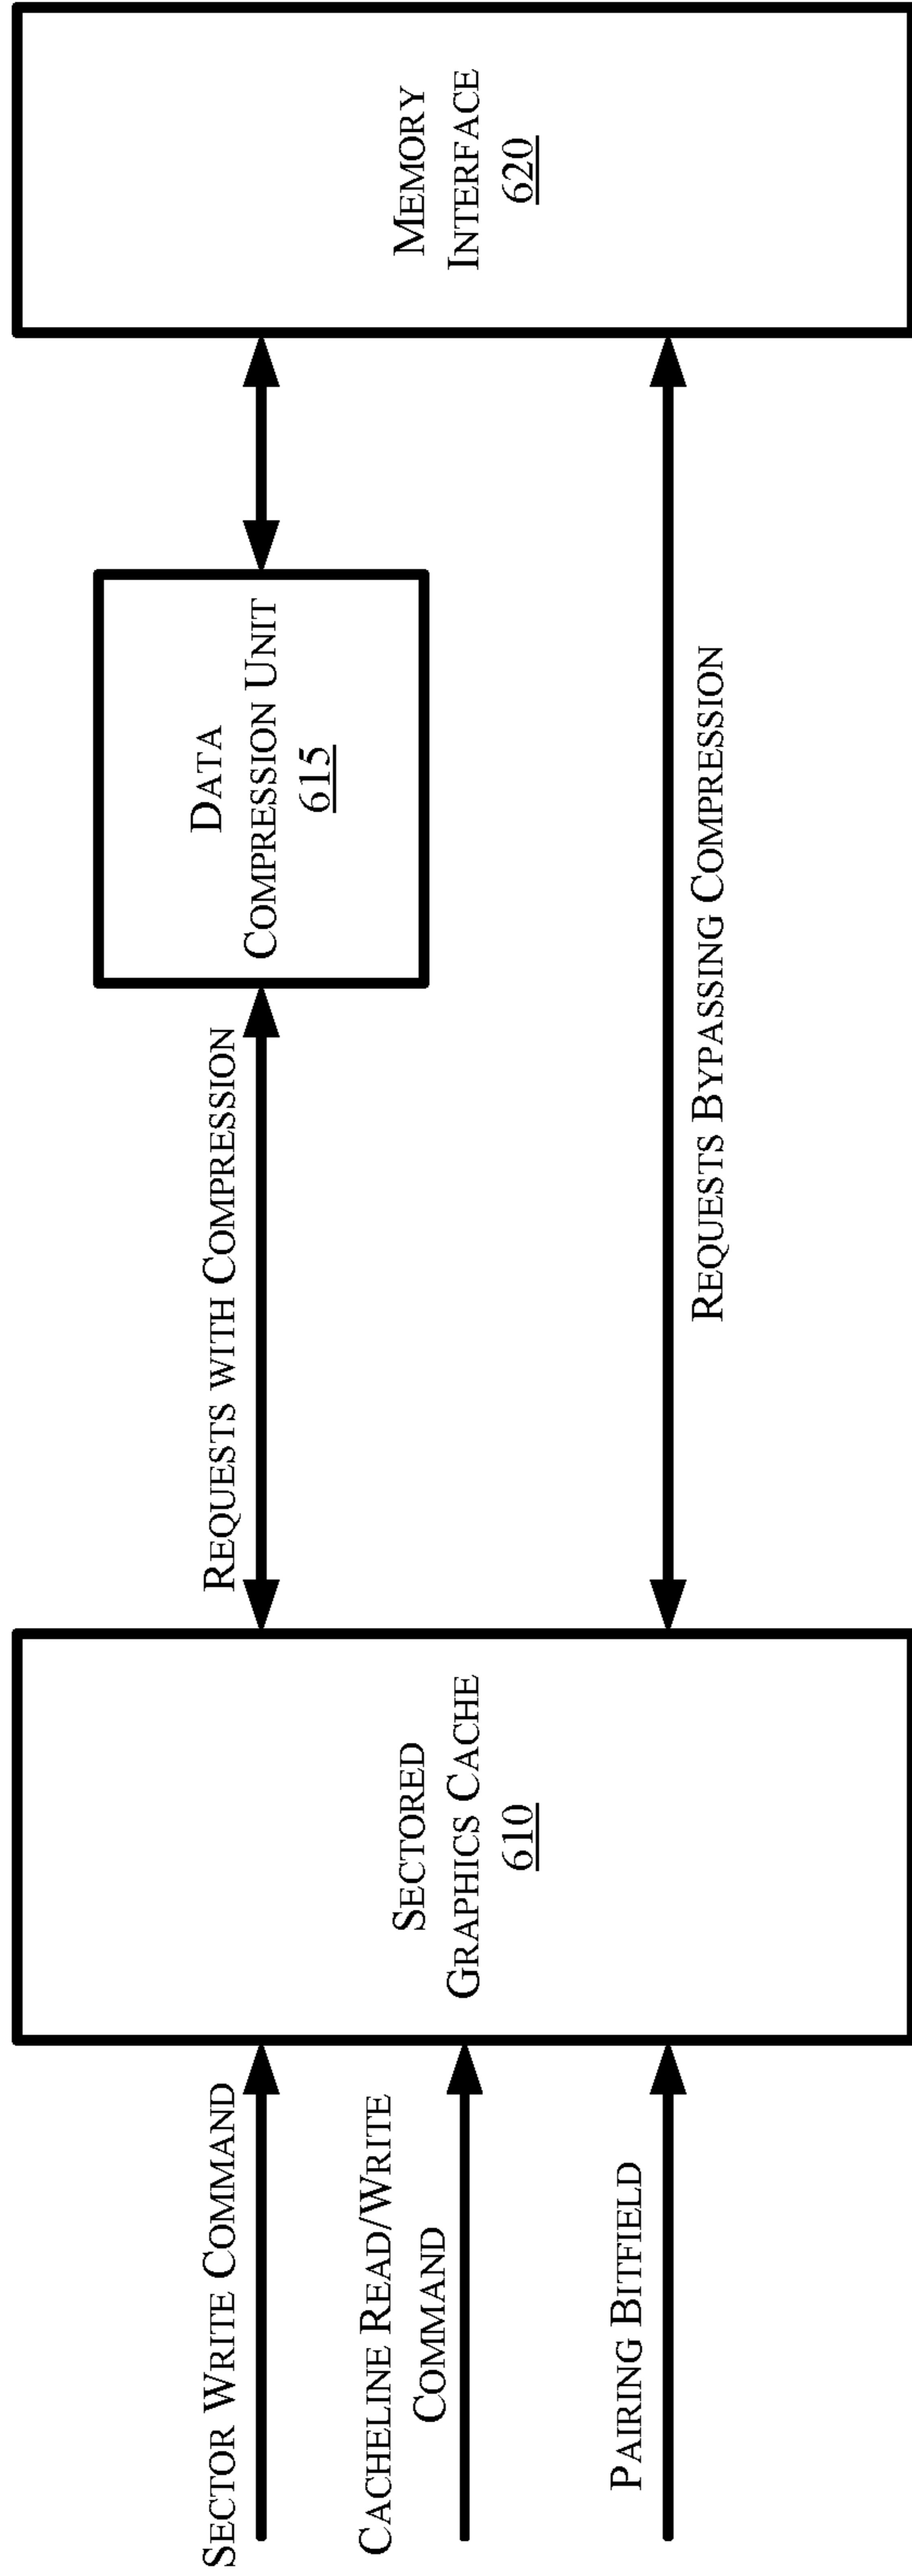 SECTOR WRITE COMMAND
CACHELINE READ/WRITE
COMMAND
PAIRING BITFIELD
SECTORED
GRAPHICS CACHE
610
REQUESTS WITH COMPRESSION
REQUESTS BYPASSING COMPRESSION
DATA
COMPRESSION UNIT
615
MEMORY
INTERFACE
620